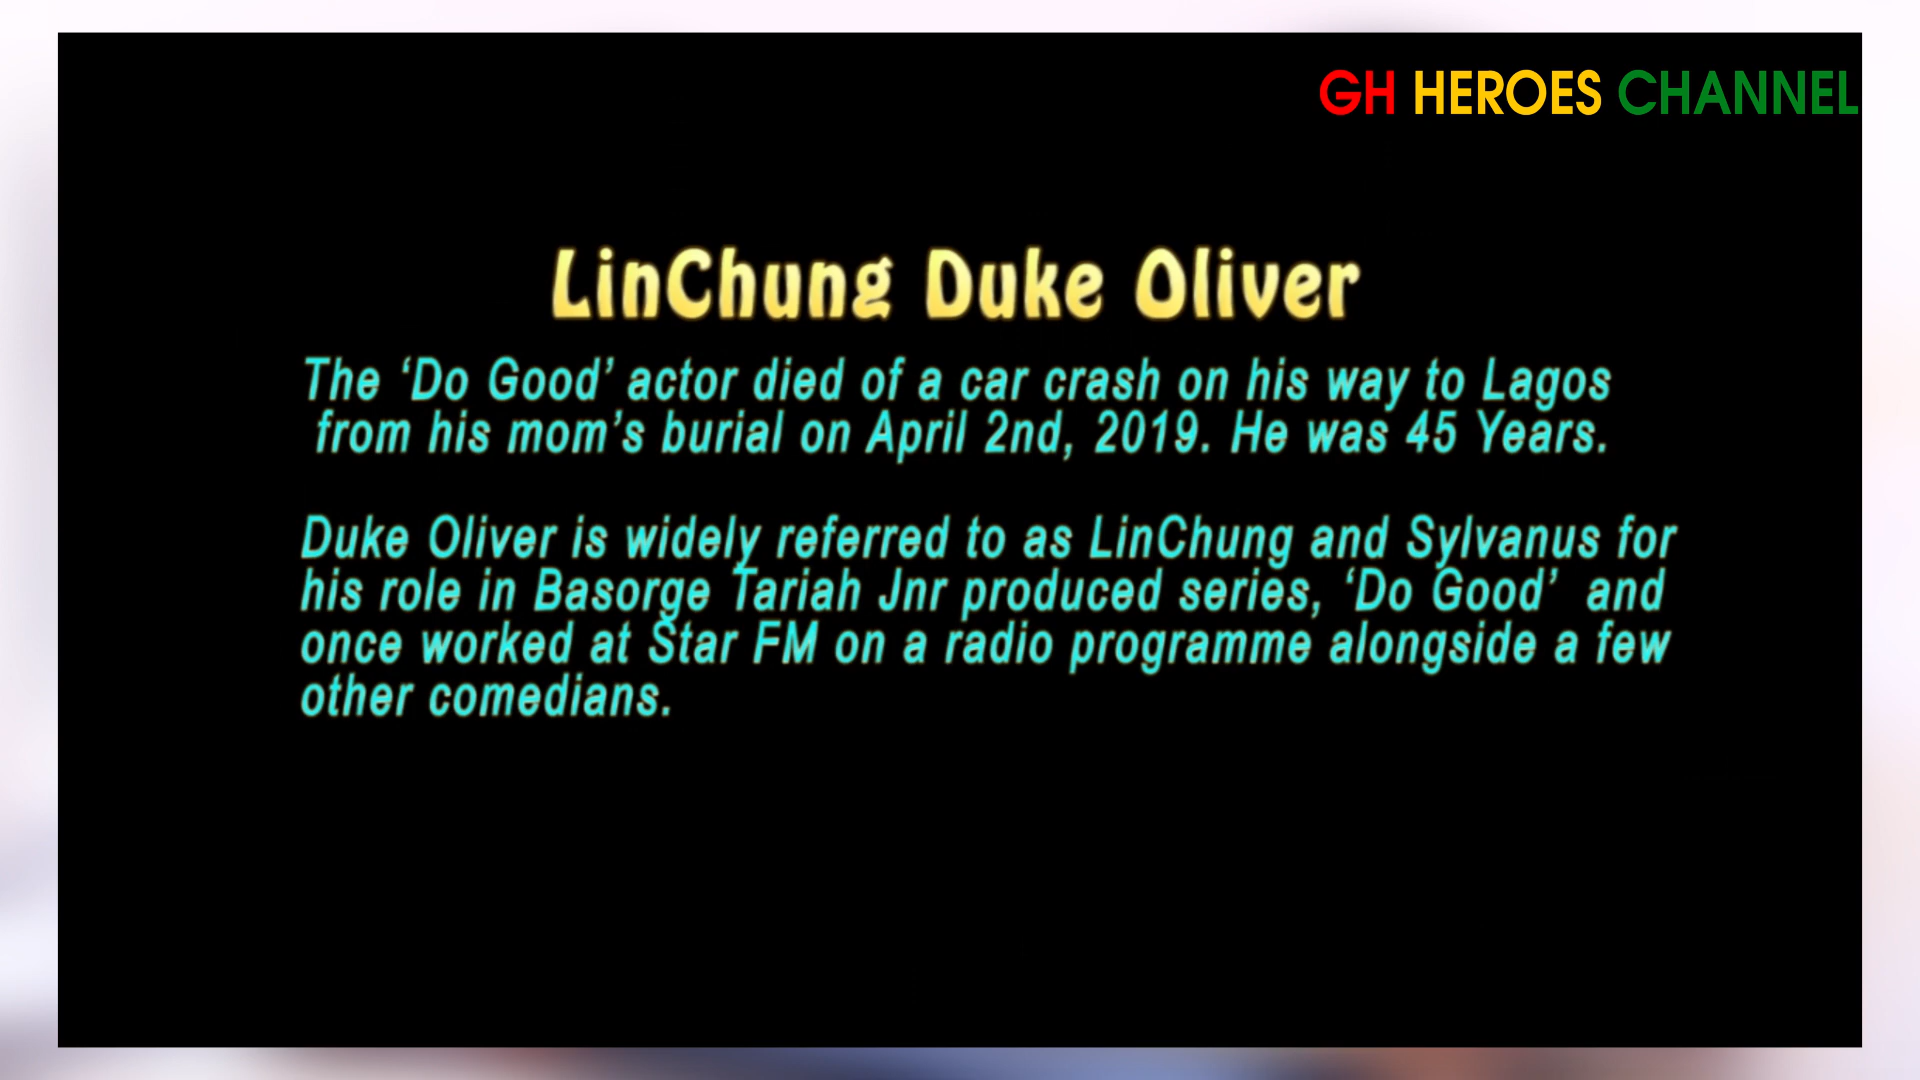 GH HEROES CHANNEL
LinChung Duke Oliver
The ‘Do Good’ actor died of a car crash on his way to Lagos
from his mom’s burial on April 2nd, 2019. He was 45 Years.
Duke Oliver is widely referred to as LinChung and Sylvanus for
his role in Basorge Tariah Jnr produced series, ‘Do Good’ and
once worked at Star FM on a radio programme alongside a few
other comedians.